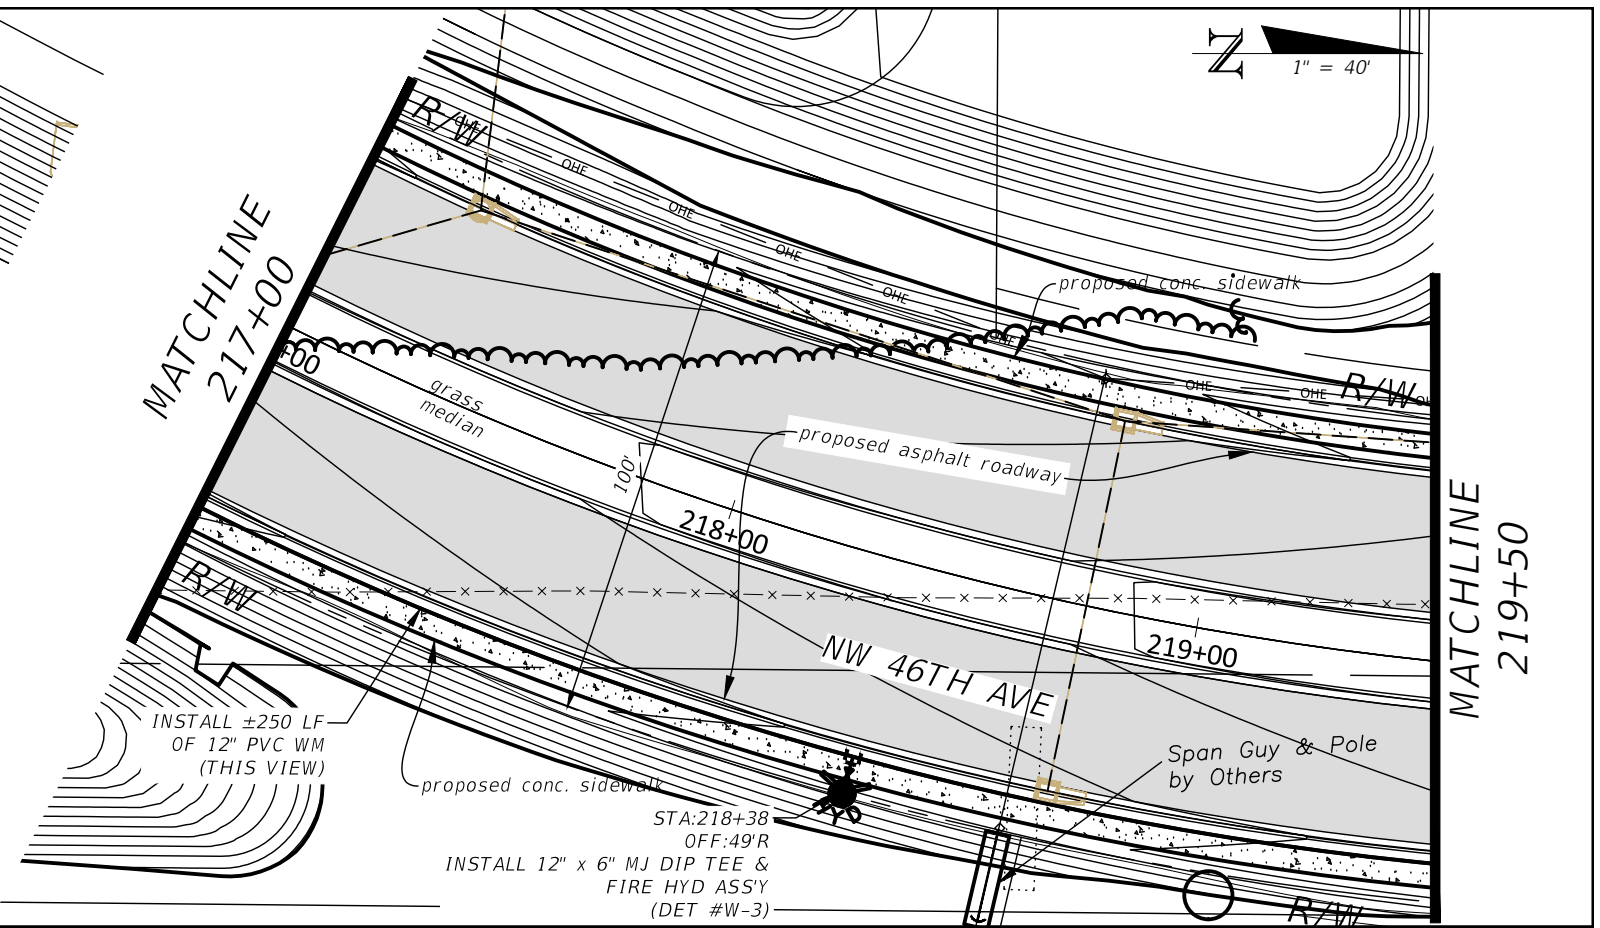 N
1" = 40'
R/W
OHE
OHE
OHE
OHE
OHE
OHE
OHE
OHE
proposed conc. sidewalk
R/W
MATCHLINE
217+00
+00
grass
median
proposed asphalt roadway
100'
218+00
219+00
MATCHLINE
219+50
R/W
NW 46TH AVE
Span Guy & Pole
by Others
INSTALL ±250 LF
OF 12" PVC WM
(THIS VIEW)
proposed conc. sidewalk
HYD
STA:218+38
OFF:49'R
INSTALL 12" x 6" MJ DIP TEE &
FIRE HYD ASS'Y
(DET #W-3)
R/W